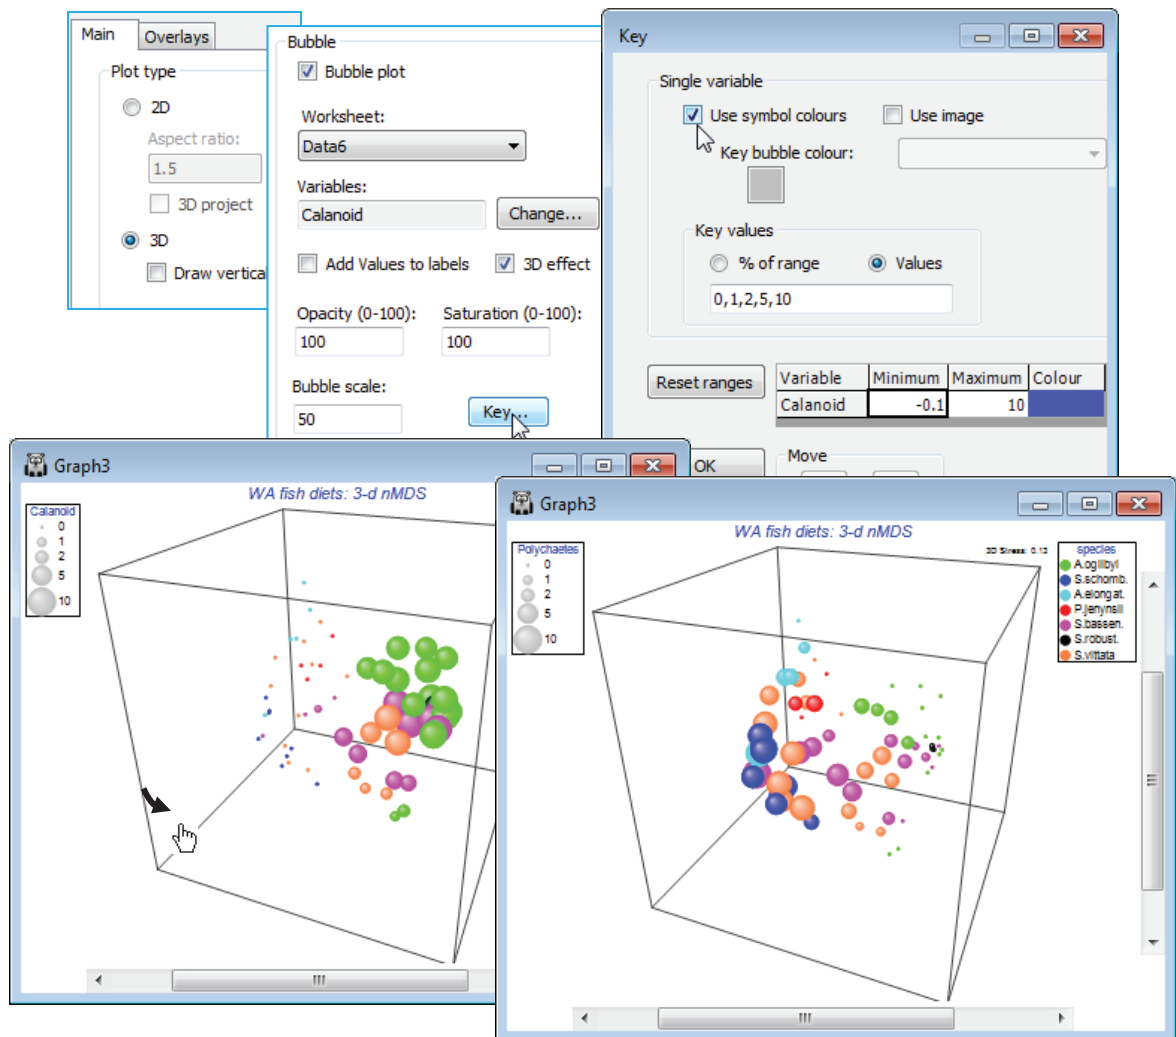 Main
Overlays
Plot type
2D
Aspect ratio:
1.5
3D project
3D
Draw vertica
Bubble
Bubble plot
Worksheet:
Data6
Variables:
Calanoid
Change...
Add Values to labels
3D effect
Opacity (0-100):
Saturation (0-100):
100
100
Bubble scale:
50
Key...
Key
Single variable
Use symbol colours
Use image
Key bubble colour:
Key values
% of range
Values
0,1,2,5,10
Reset ranges
Variable Minimum Maximum Colour
Calanoid -0.1 10
OK
Move
Graph3
WA fish diets: 3-d nMDS
Calanoid
0
1
2
5
10
Graph3
WA fish diets: 3-d nMDS
3D Stress: 0.13
Polychaetes
0
1
2
5
10
species
A.ogilbyi
S.schomb.
A.elongat.
P.jenynsii
S.bassen.
S.robust.
S.vittata